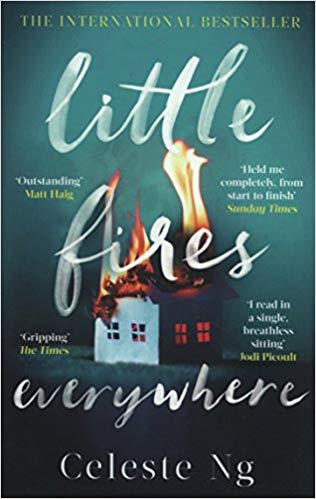 THE INTERNATIONAL BESTSELLER
little
‘Outstanding’
Matt Haig
‘Held me
completely, from
start to finish’
Sunday Times
fires
‘Gripping’
The Times
‘I read in
a single,
breathless
sitting’
Jodi Picoult
everywhere
Celeste Ng